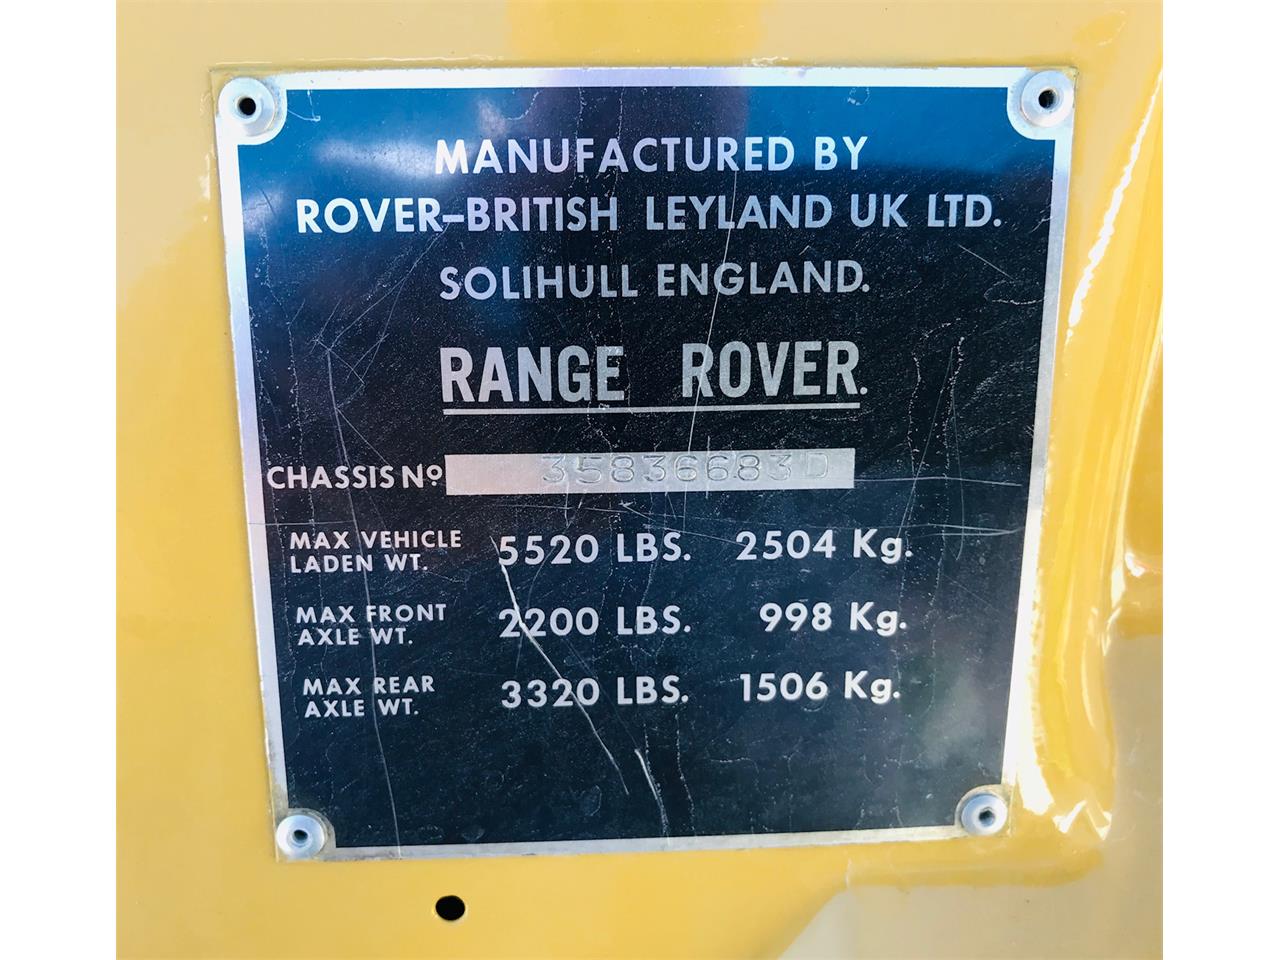 MANUFACTURED BY
ROVER-BRITISH LEYLAND UK LTD.
SOLIHULL ENGLAND.
RANGE ROVER.
CHASSIS Nº 35836683D
MAX VEHICLE LADEN WT. 5520 LBS. 2504 Kg.
MAX FRONT AXLE WT. 2200 LBS. 998 Kg.
MAX REAR AXLE WT. 3320 LBS. 1506 Kg.